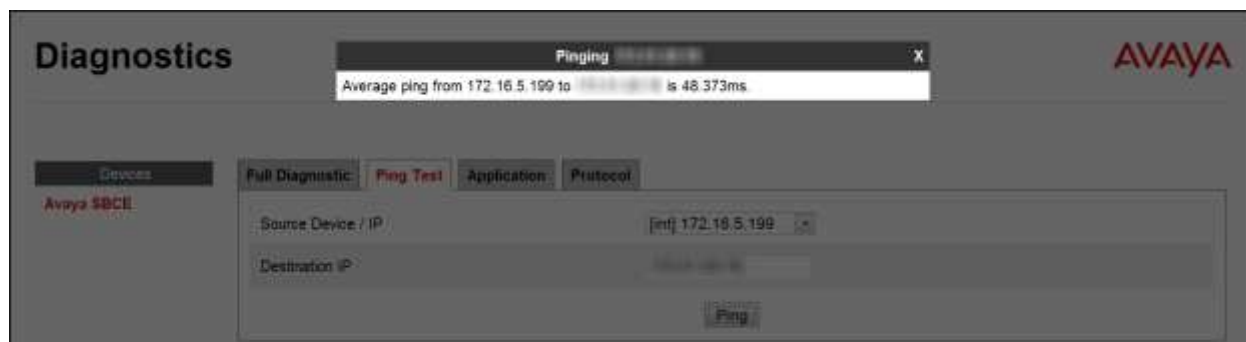 Diagnostics
Pinging X
AVAYA
Average ping from 172.16.5.199 to is 48.373ms.
Devices
Full Diagnostic Ping Test Application Protocol
Avaya SBCE
Source Device / IP [int] 172.16.5.199
Destination IP
Ping